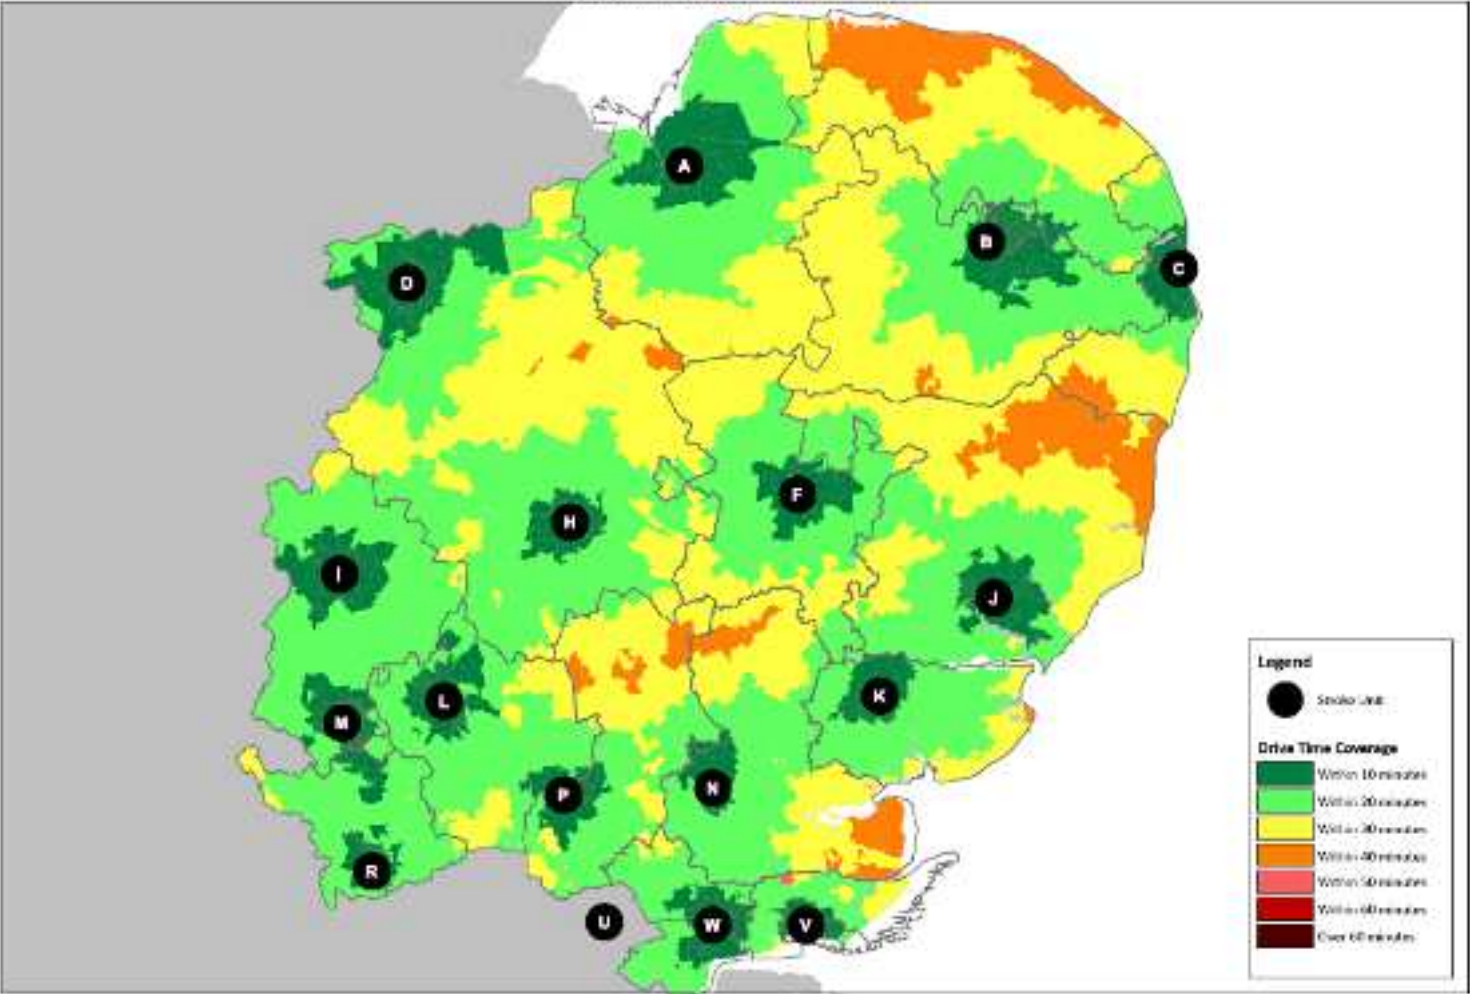 A
B
C
D
F
H
I
J
K
L
M
N
P
R
U
W
V
Legend
Stroke Unit
Drive Time Coverage
Within 10 minutes
Within 20 minutes
Within 30 minutes
Within 40 minutes
Within 50 minutes
Within 60 minutes
Over 60 minutes